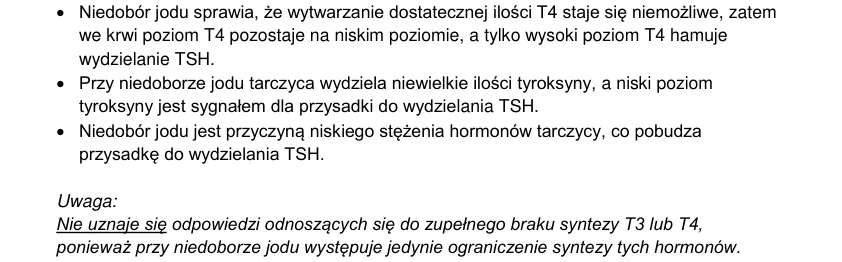 • Niedobór jodu sprawia, że wytwarzanie dostatecznej ilości T4 staje się niemożliwe, zatem
we krwi poziom T4 pozostaje na niskim poziomie, a tylko wysoki poziom T4 hamuje
wydzielanie TSH.
• Przy niedoborze jodu tarczyca wydziela niewielkie ilości tyroksyny, a niski poziom
tyroksyny jest sygnałem dla przysadki do wydzielania TSH.
• Niedobór jodu jest przyczyną niskiego stężenia hormonów tarczycy, co pobudza
przysadkę do wydzielania TSH.
Uwaga:
Nie uznaje się odpowiedzi odnoszących się do zupełnego braku syntezy T3 lub T4,
ponieważ przy niedoborze jodu występuje jedynie ograniczenie syntezy tych hormonów.